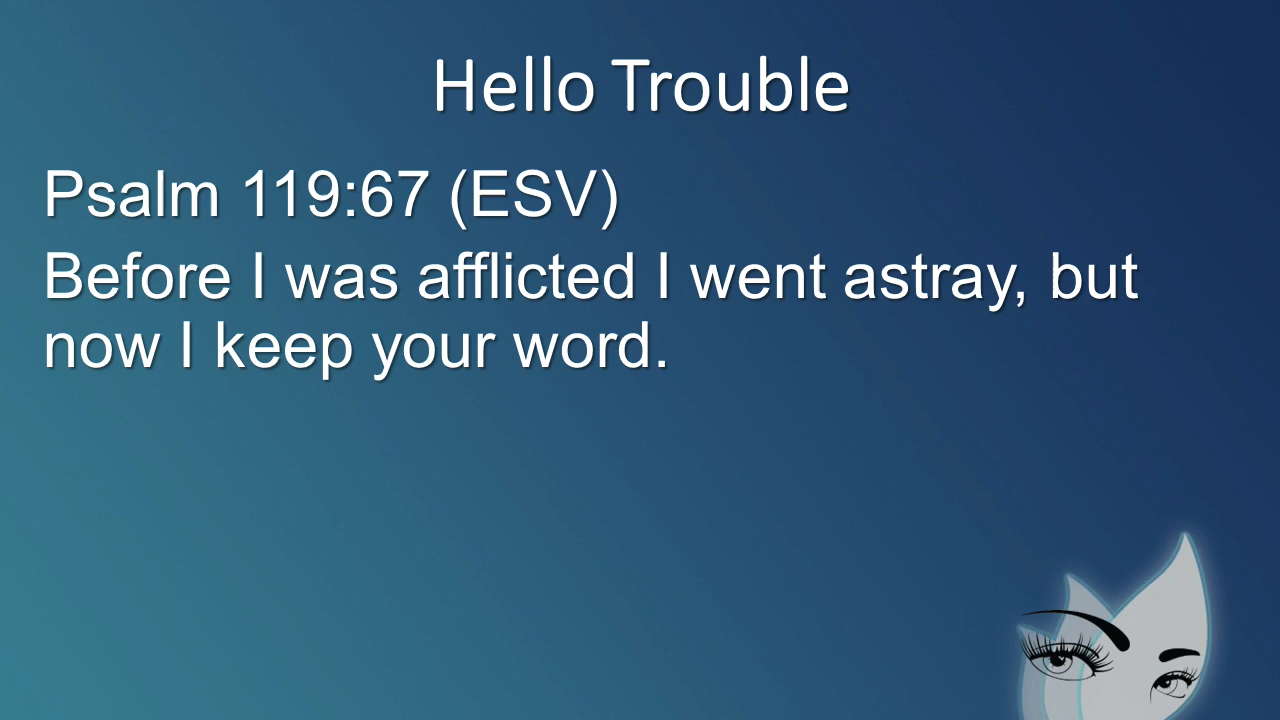 Hello Trouble
Psalm 119:67 (ESV)
Before I was afflicted I went astray, but
now I keep your word.